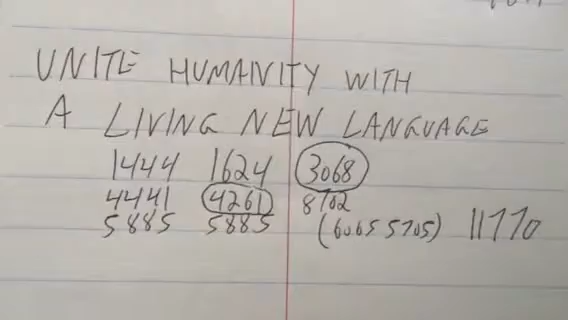 UNITE HUMANITY WITH
A LIVING NEW LANGUAGE
1444 1624 3068
4441 4261 8702
5885 5885 (6065 5705) 11770